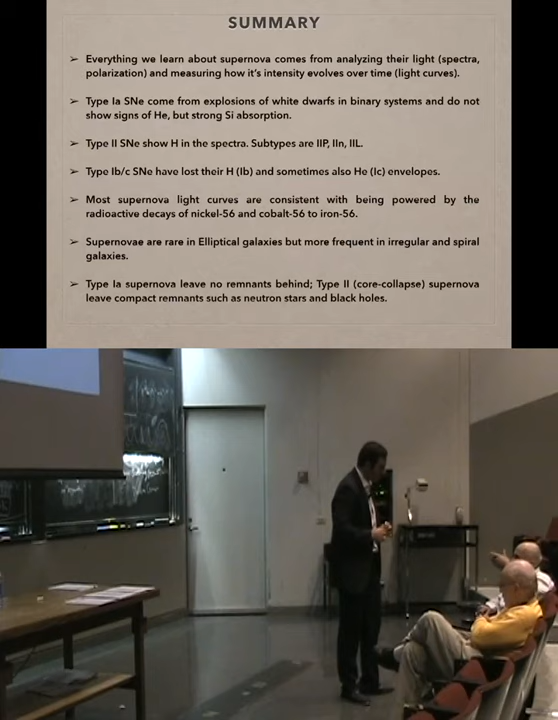 SUMMARY
Everything we learn about supernova comes from analyzing their light (spectra,
polarization) and measuring how it's intensity evolves over time (light curves).
Type Ia SNe come from explosions of white dwarfs in binary systems and do not
show signs of He, but strong Si absorption.
Type II SNe show H in the spectra. Subtypes are IIP, IIn, IIL.
Type Ib/c SNe have lost their H (Ib) and sometimes also He (Ic) envelopes.
Most supernova light curves are consistent with being powered by the
radioactive decays of nickel-56 and cobalt-56 to iron-56.
Supernovae are rare in Elliptical galaxies but more frequent in irregular and spiral
galaxies.
Type Ia supernova leave no remnants behind; Type II (core-collapse) supernova
leave compact remnants such as neutron stars and black holes.